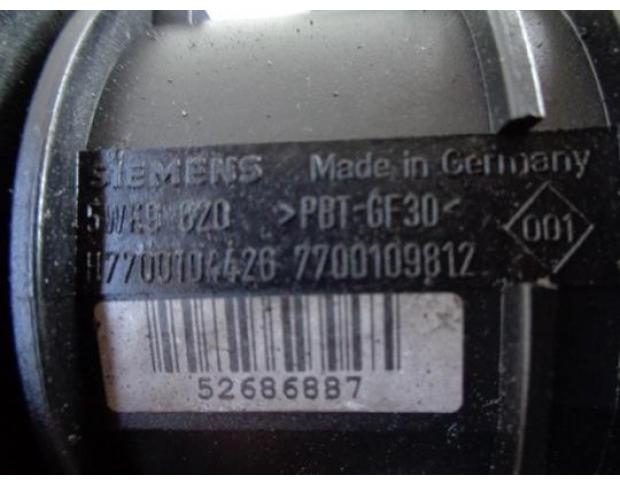 SIEMENS Made in Germany
5WK9 620 >PBT-GF30<
001
H7700104426 7700109812
52686887